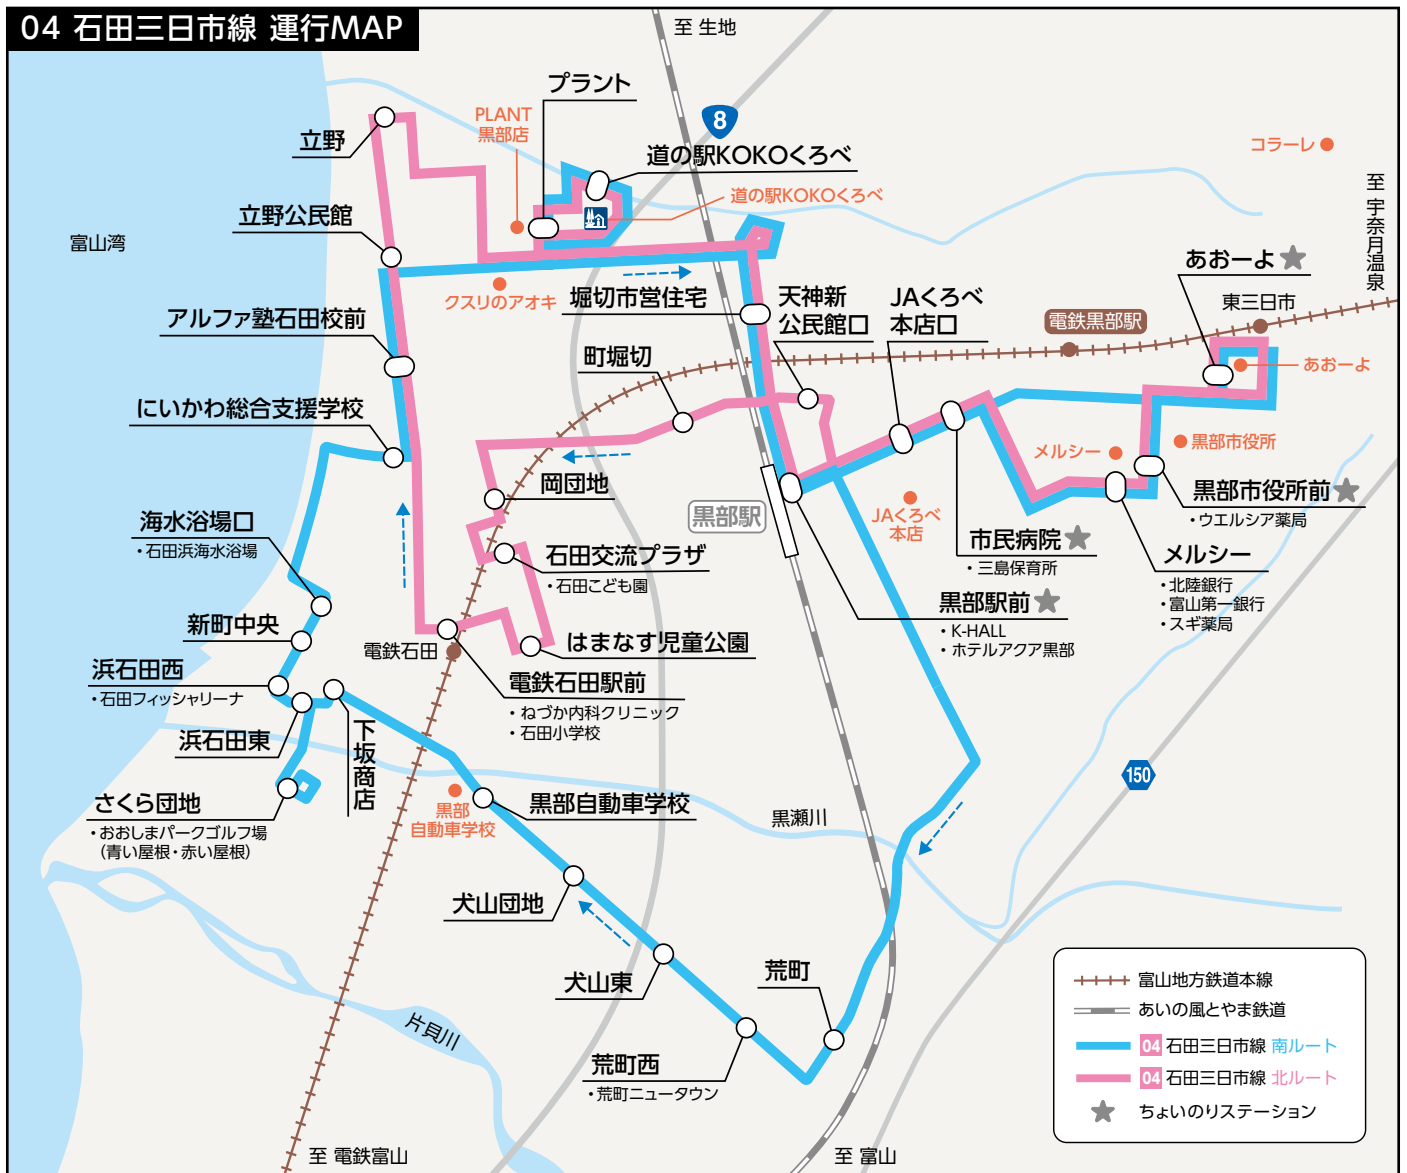 04 石田三日市線 運行MAP
至 生地
プラント
PLANT
黒部店
8
立野
道の駅KOKOくろべ
道の駅KOKOくろべ
コラーレ
至 宇奈月温泉
立野公民館
富山湾
あおーよ
クスリのアオキ
堀切市営住宅
天神新
公民館口
JAくろべ
本店口
東三日市
電鉄黒部駅
アルファ塾石田校前
町堀切
あおーよ
にいかわ総合支援学校
メルシー
黒部市役所
岡団地
黒部駅
JAくろべ
本店
黒部市役所前
・ウエルシア薬局
海水浴場口
・石田浜海水浴場
石田交流プラザ
・石田こども園
市民病院
・三島保育所
メルシー
・北陸銀行
・富山第一銀行
・スギ薬局
新町中央
電鉄石田
はまなす児童公園
黒部駅前
・K-HALL
・ホテルアクア黒部
浜石田西
・石田フィッシャリーナ
電鉄石田駅前
・ねづか内科クリニック
・石田小学校
浜石田東
下坂商店
150
さくら団地
・おおしまパークゴルフ場
（青い屋根・赤い屋根）
黒部
自動車学校
黒部自動車学校
黒瀬川
犬山団地
犬山東
荒町
片貝川
荒町西
・荒町ニュータウン
富山地方鉄道本線
あいの風とやま鉄道
04 石田三日市線 南ルート
04 石田三日市線 北ルート
ちょいのりステーション
至 電鉄富山
至 富山